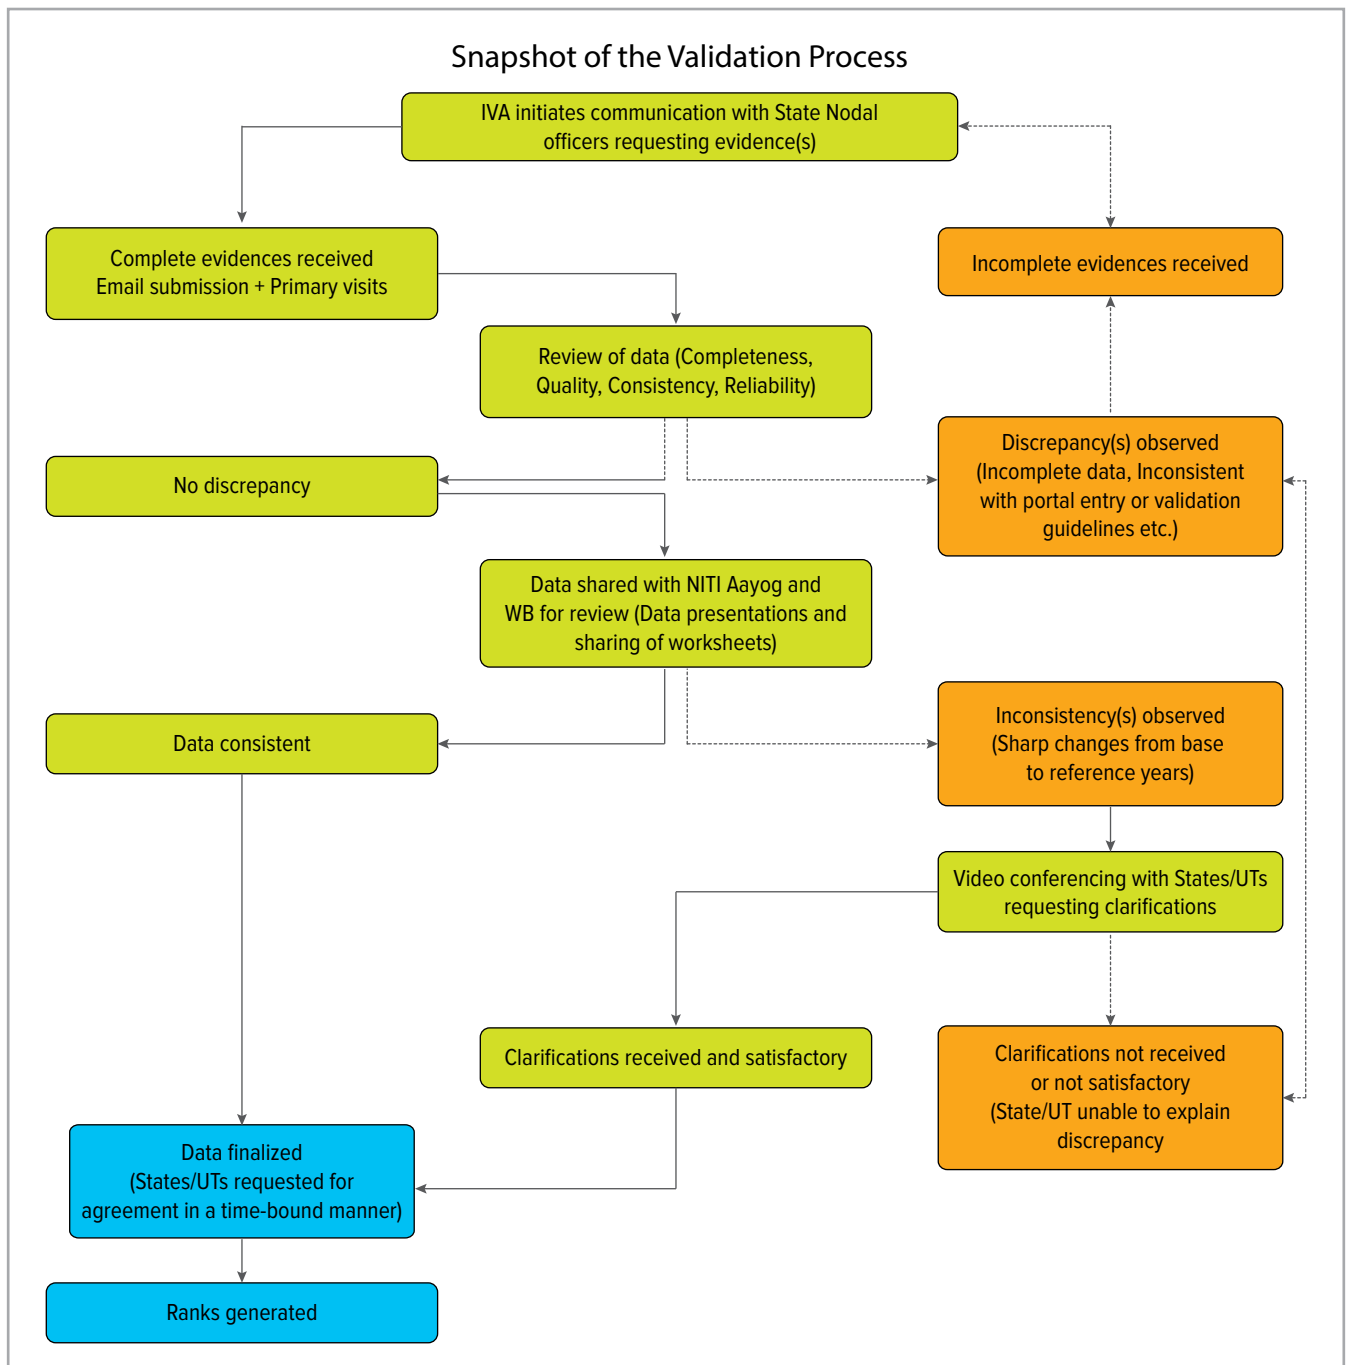 Snapshot of the Validation Process
IVA initiates communication with State Nodal
officers requesting evidence(s)
Complete evidences received
Email submission + Primary visits
Incomplete evidences received
Review of data (Completeness,
Quality, Consistency, Reliability)
Discrepancy(s) observed
(Incomplete data, Inconsistent
with portal entry or validation
guidelines etc.)
No discrepancy
Data shared with NITI Aayog and
WB for review (Data presentations and
sharing of worksheets)
Inconsistency(s) observed
(Sharp changes from base
to reference years)
Data consistent
Video conferencing with States/UTs
requesting clarifications
Clarifications received and satisfactory
Clarifications not received
or not satisfactory
(State/UT unable to explain
discrepancy
Data finalized
(States/UTs requested for
agreement in a time-bound manner)
Ranks generated